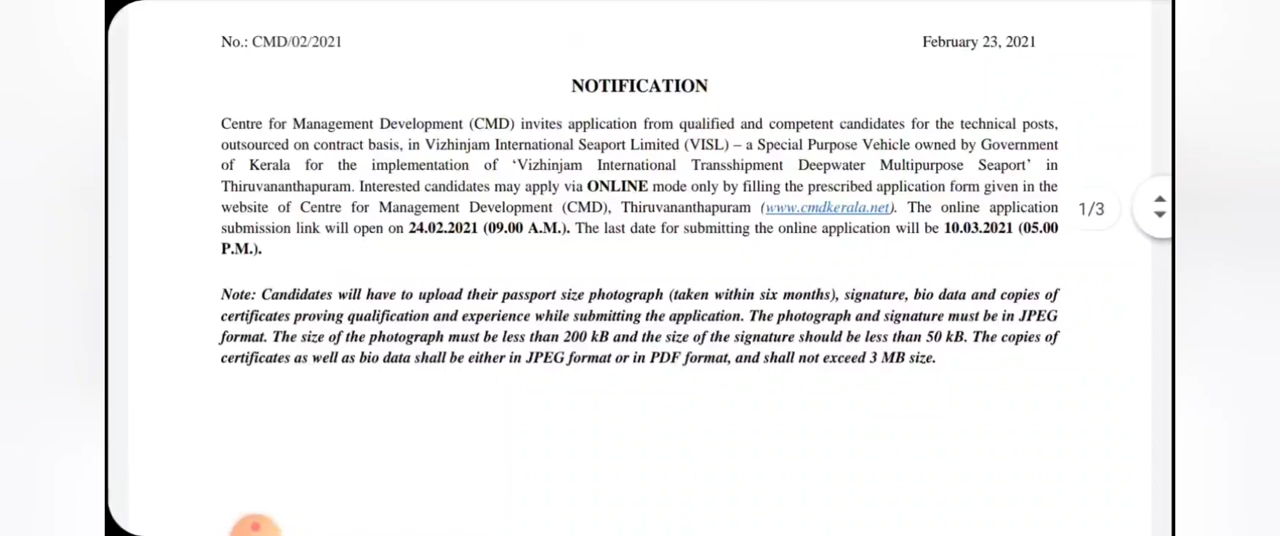 No.: CMD/02/2021 February 23, 2021
NOTIFICATION
Centre for Management Development (CMD) invites application from qualified and competent candidates for the technical posts,
outsourced on contract basis, in Vizhinjam International Seaport Limited (VISL) – a Special Purpose Vehicle owned by Government
of Kerala for the implementation of ‘Vizhinjam International Transshipment Deepwater Multipurpose Seaport’ in
Thiruvananthapuram. Interested candidates may apply via ONLINE mode only by filling the prescribed application form given in the
website of Centre for Management Development (CMD), Thiruvananthapuram (www.cmdkerala.net). The online application
submission link will open on 24.02.2021 (09.00 A.M.). The last date for submitting the online application will be 10.03.2021 (05.00
P.M.).
1/3
Note: Candidates will have to upload their passport size photograph (taken within six months), signature, bio data and copies of
certificates proving qualification and experience while submitting the application. The photograph and signature must be in JPEG
format. The size of the photograph must be less than 200 kB and the size of the signature should be less than 50 kB. The copies of
certificates as well as bio data shall be either in JPEG format or in PDF format, and shall not exceed 3 MB size.